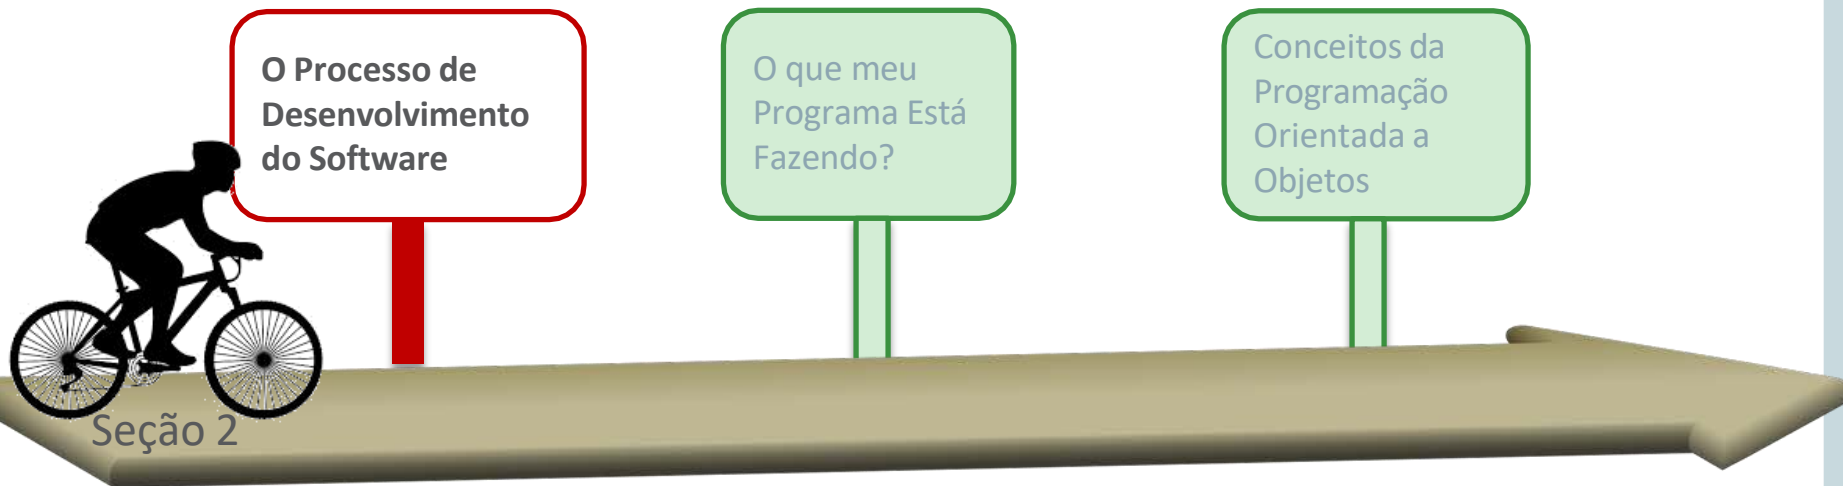 O Processo de
Desenvolvimento
do Software
O que meu
Programa Está
Fazendo?
Conceitos da
Programação
Orientada a
Objetos
Seção 2